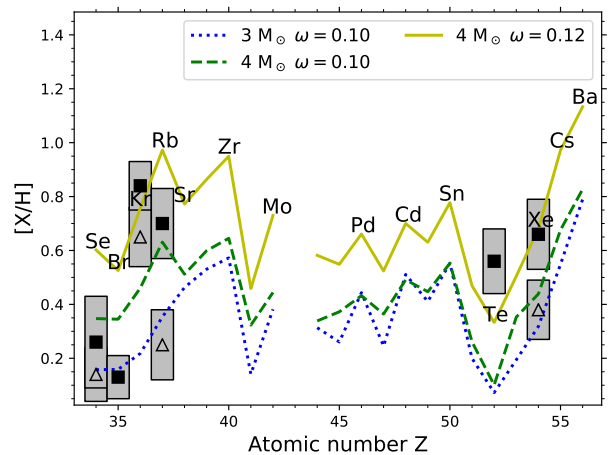 3 M⊙ ω = 0.10
4 M⊙ ω = 0.12
4 M⊙ ω = 0.10
1.4
1.2
1.0
0.8
0.6
0.4
0.2
[X/H]
Se
Br
Kr
Rb
Sr
Zr
Mo
Pd
Cd
Sn
Te
Xe
Cs
Ba
35
40
45
50
55
Atomic number Z